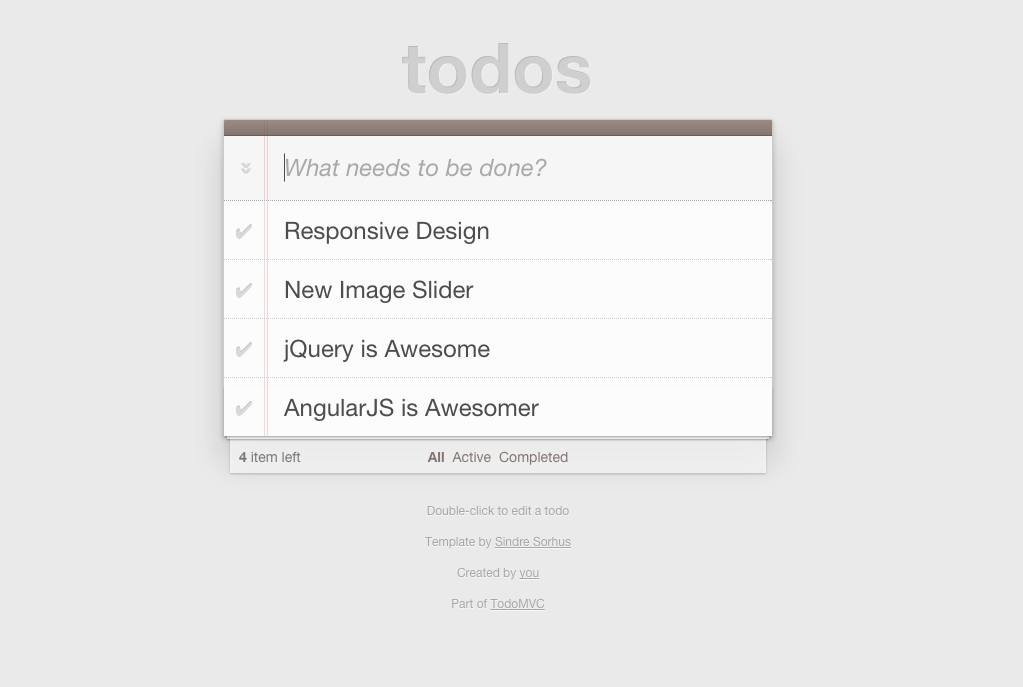 todos
What needs to be done?
Responsive Design
New Image Slider
jQuery is Awesome
AngularJS is Awesomer
4 item left All Active Completed
Double-click to edit a todo
Template by Sindre Sorhus
Created by you
Part of TodoMVC